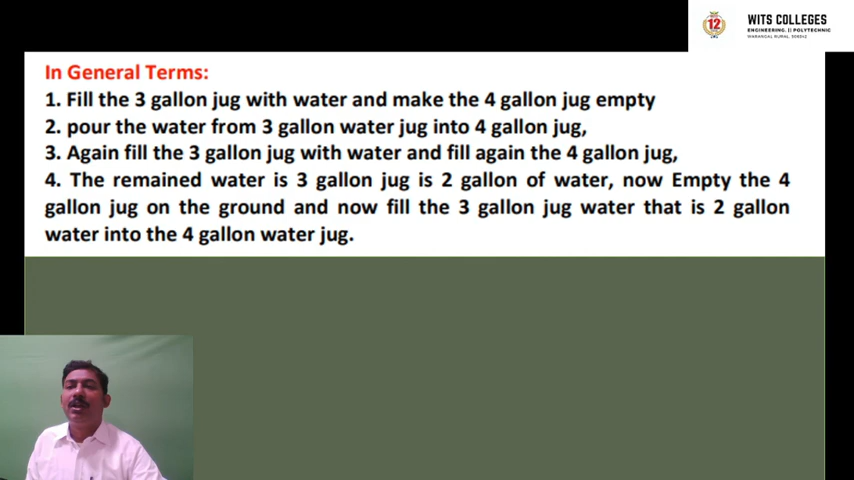 12
WITS COLLEGES
ENGINEERING. || POLYTECHNIC
WARANGAL RURAL, 506342
In General Terms:
1. Fill the 3 gallon jug with water and make the 4 gallon jug empty
2. pour the water from 3 gallon water jug into 4 gallon jug,
3. Again fill the 3 gallon jug with water and fill again the 4 gallon jug,
4. The remained water is 3 gallon jug is 2 gallon of water, now Empty the 4
gallon jug on the ground and now fill the 3 gallon jug water that is 2 gallon
water into the 4 gallon water jug.